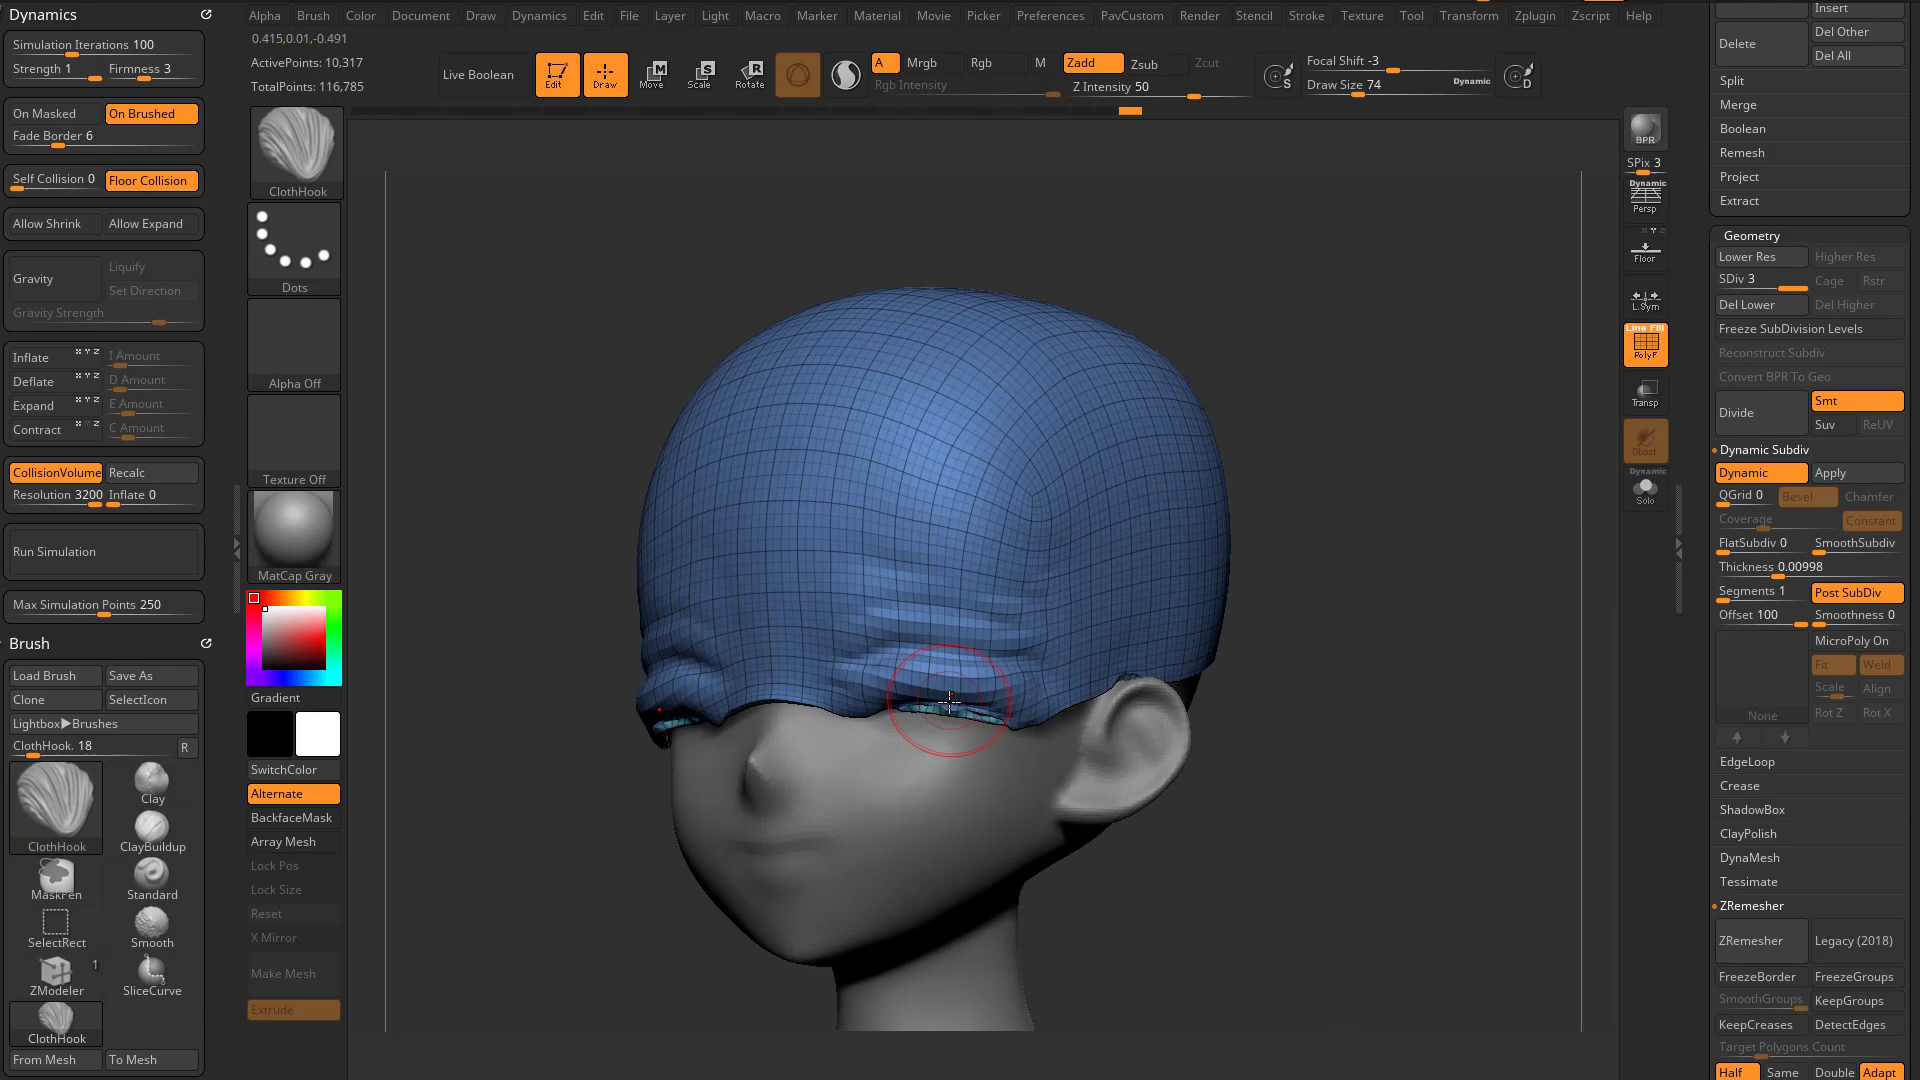 Dynamics
Simulation Iterations 100
Strength 1 Firmness 3
On Masked On Brushed
Fade Border 6
Self Collision 0 Floor Collision
Allow Shrink Allow Expand
Gravity Liquify
Set Direction
Gravity Strength
Inflate x y z I Amount
Deflate x y z D Amount
Expand x y z E Amount
Contract x y z C Amount
CollisionVolume Recalc
Resolution 3200 Inflate 0
Run Simulation
Max Simulation Points 250
Brush
Load Brush Save As
Clone SelectIcon
Lightbox▶Brushes
ClothHook. 18 R
ClothHook Clay
ClayBuildup
MaskPen Standard
SelectRect Smooth
1
ZModeler SliceCurve
ClothHook
From Mesh To Mesh
Alpha Brush Color Document Draw Dynamics Edit File Layer Light Macro Marker Material Movie Picker Preferences PavCustom Render Stencil Stroke Texture Tool Transform Zplugin Zscript Help
0.415,0.01,-0.491
ActivePoints: 10,317
TotalPoints: 116,785
Live Boolean
Edit Draw Move Scale Rotate
A Mrgb Rgb M Zadd Zsub Zcut
Rgb Intensity Z Intensity 50
S
Focal Shift -3
Draw Size 74 Dynamic
D
ClothHook
Dots
Alpha Off
Texture Off
MatCap Gray
Gradient
SwitchColor
Alternate
BackfaceMask
Array Mesh
Lock Pos
Lock Size
Reset
X Mirror
Make Mesh
Extrude
BPR
SPix 3
Dynamic
Persp
Floor
L.Sym
Line Fill
PolyF
Transp
Ghost
Dynamic
Solo
Insert
Delete Del Other
Del All
Split
Merge
Boolean
Remesh
Project
Extract
Geometry
Lower Res Higher Res
SDiv 3 Cage Rstr
Del Lower Del Higher
Freeze SubDivision Levels
Reconstruct Subdiv
Convert BPR To Geo
Divide Smt
Suv ReUV
Dynamic Subdiv
Dynamic Apply
QGrid 0 Bevel Chamfer
Coverage Constant
FlatSubdiv 0 SmoothSubdiv
Thickness 0.00998
Segments 1 Post SubDiv
Offset 100 Smoothness 0
MicroPoly On
Fit Weld
Scale Align
None Rot Z Rot X
EdgeLoop
Crease
ShadowBox
ClayPolish
DynaMesh
Tessimate
ZRemesher
ZRemesher Legacy (2018)
FreezeBorder FreezeGroups
SmoothGroups KeepGroups
KeepCreases DetectEdges
Target Polygons Count
Half Same Double Adapt